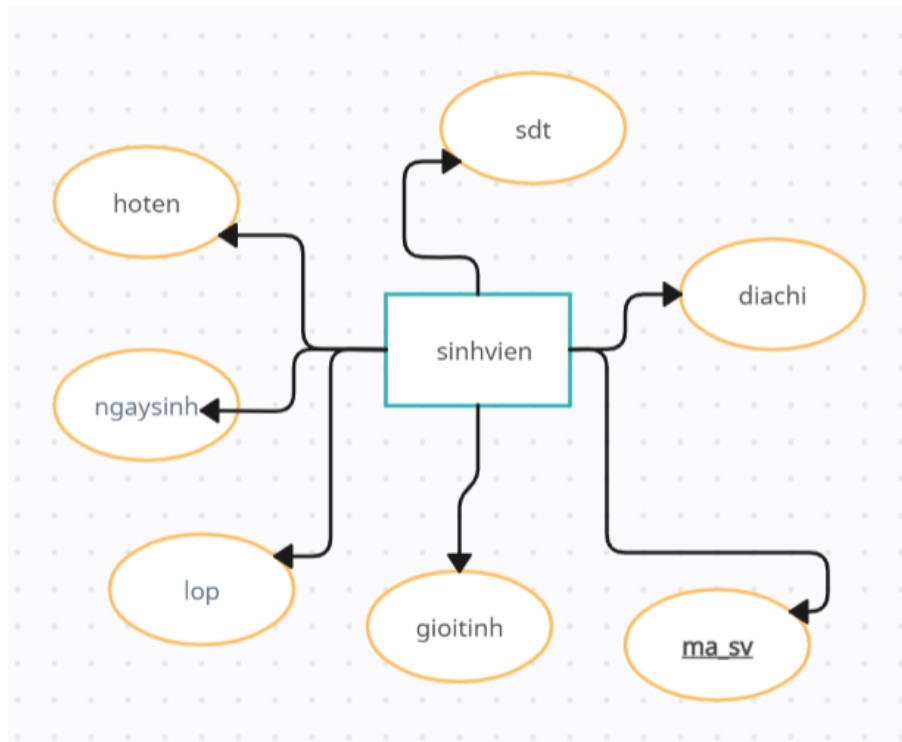 sdt
hoten
diachi
sinhvien
ngaysinh
lop
gioitinh
ma_sv